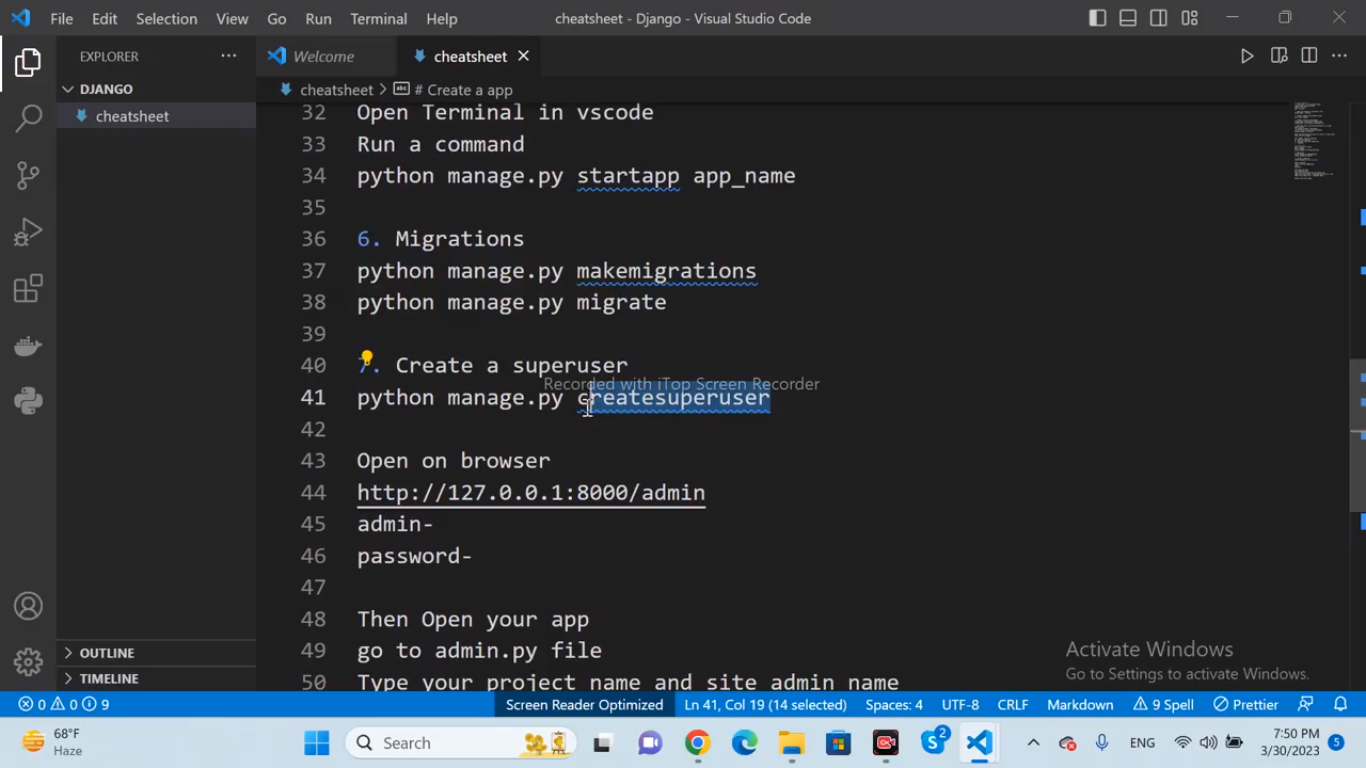 File Edit Selection View Go Run Terminal Help cheatsheet - Django - Visual Studio Code
EXPLORER ... Welcome cheatsheet
DJANGO
cheatsheet
cheatsheet > # Create a app
32 Open Terminal in vscode
33 Run a command
34 python manage.py startapp app_name
35
36 6. Migrations
37 python manage.py makemigrations
38 python manage.py migrate
39
40 7. Create a superuser
Recorded with iTop Screen Recorder
41 python manage.py createsuperuser
42
43 Open on browser
44 http://127.0.0.1:8000/admin
45 admin-
46 password-
47
48 Then Open your app
49 go to admin.py file
50 Type your project name and site admin name
OUTLINE
TIMELINE
Activate Windows
Go to Settings to activate Windows.
0 0 9 Screen Reader Optimized Ln 41, Col 19 (14 selected) Spaces: 4 UTF-8 CRLF Markdown 9 Spell Prettier
68°F
Haze
Search
2
ENG
7:50 PM
3/30/2023
5